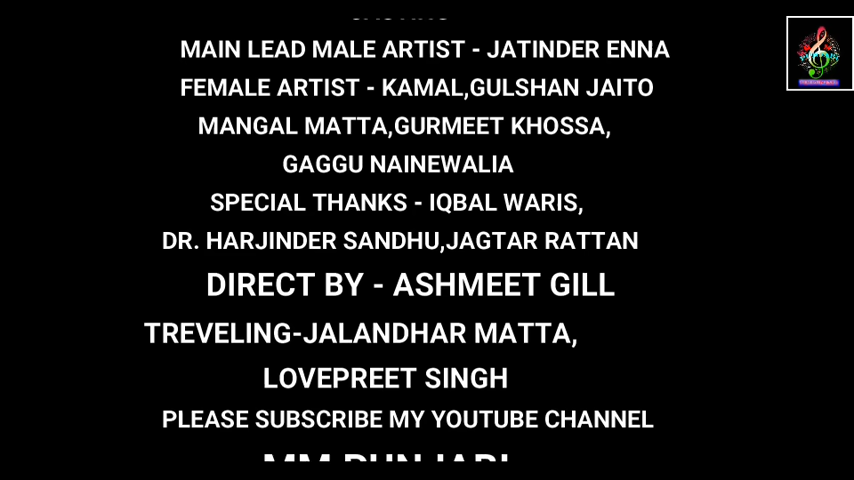 MAIN LEAD MALE ARTIST - JATINDER ENNA
FEMALE ARTIST - KAMAL,GULSHAN JAITO
MANGAL MATTA,GURMEET KHOSSA,
GAGGU NAINEWALIA
SPECIAL THANKS - IQBAL WARIS,
DR. HARJINDER SANDHU,JAGTAR RATTAN
DIRECT BY - ASHMEET GILL
TREVELING-JALANDHAR MATTA,
LOVEPREET SINGH
PLEASE SUBSCRIBE MY YOUTUBE CHANNEL
MM PUNJABI